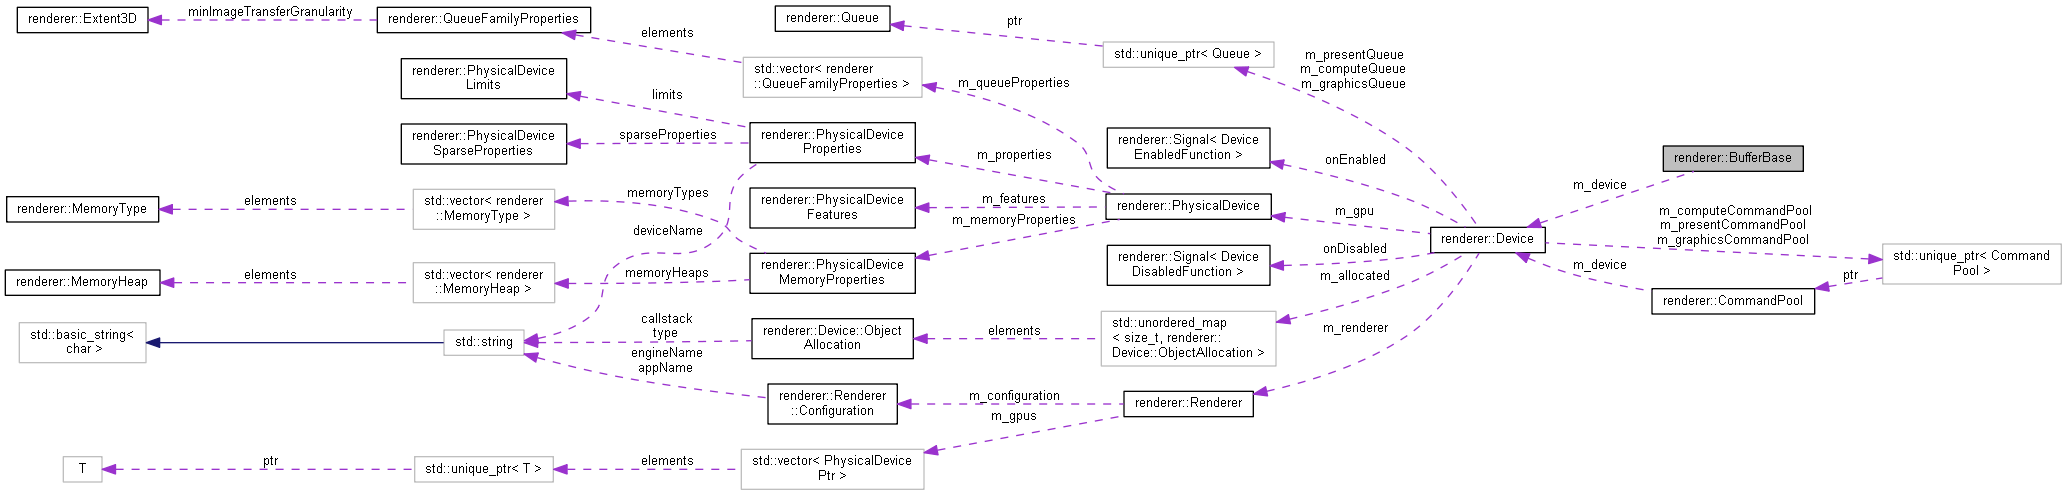 renderer::Extent3D
minImageTransferGranularity
renderer::QueueFamilyProperties
elements
renderer::Queue
ptr
std::unique_ptr< Queue >
m_presentQueue
m_computeQueue
m_graphicsQueue
renderer::PhysicalDevice
Limits
limits
std::vector< renderer
::QueueFamilyProperties >
m_queueProperties
renderer::PhysicalDevice
SparseProperties
sparseProperties
renderer::PhysicalDevice
Properties
m_properties
renderer::Signal< Device
EnabledFunction >
onEnabled
renderer::BufferBase
m_device
renderer::MemoryType
elements
std::vector< renderer
::MemoryType >
memoryTypes
deviceName
renderer::PhysicalDevice
Features
m_features
m_memoryProperties
renderer::PhysicalDevice
m_gpu
renderer::Device
m_computeCommandPool
m_presentCommandPool
m_graphicsCommandPool
std::unique_ptr< Command
Pool >
renderer::MemoryHeap
elements
std::vector< renderer
::MemoryHeap >
memoryHeaps
renderer::PhysicalDevice
MemoryProperties
renderer::Signal< Device
DisabledFunction >
onDisabled
m_allocated
m_device
ptr
renderer::CommandPool
std::basic_string<
char >
std::string
callstack
type
engineName
appName
renderer::Device::Object
Allocation
elements
std::unordered_map
< size_t, renderer::
Device::ObjectAllocation >
m_renderer
renderer::Renderer
::Configuration
m_configuration
m_gpus
renderer::Renderer
T
ptr
std::unique_ptr< T >
elements
std::vector< PhysicalDevice
Ptr >